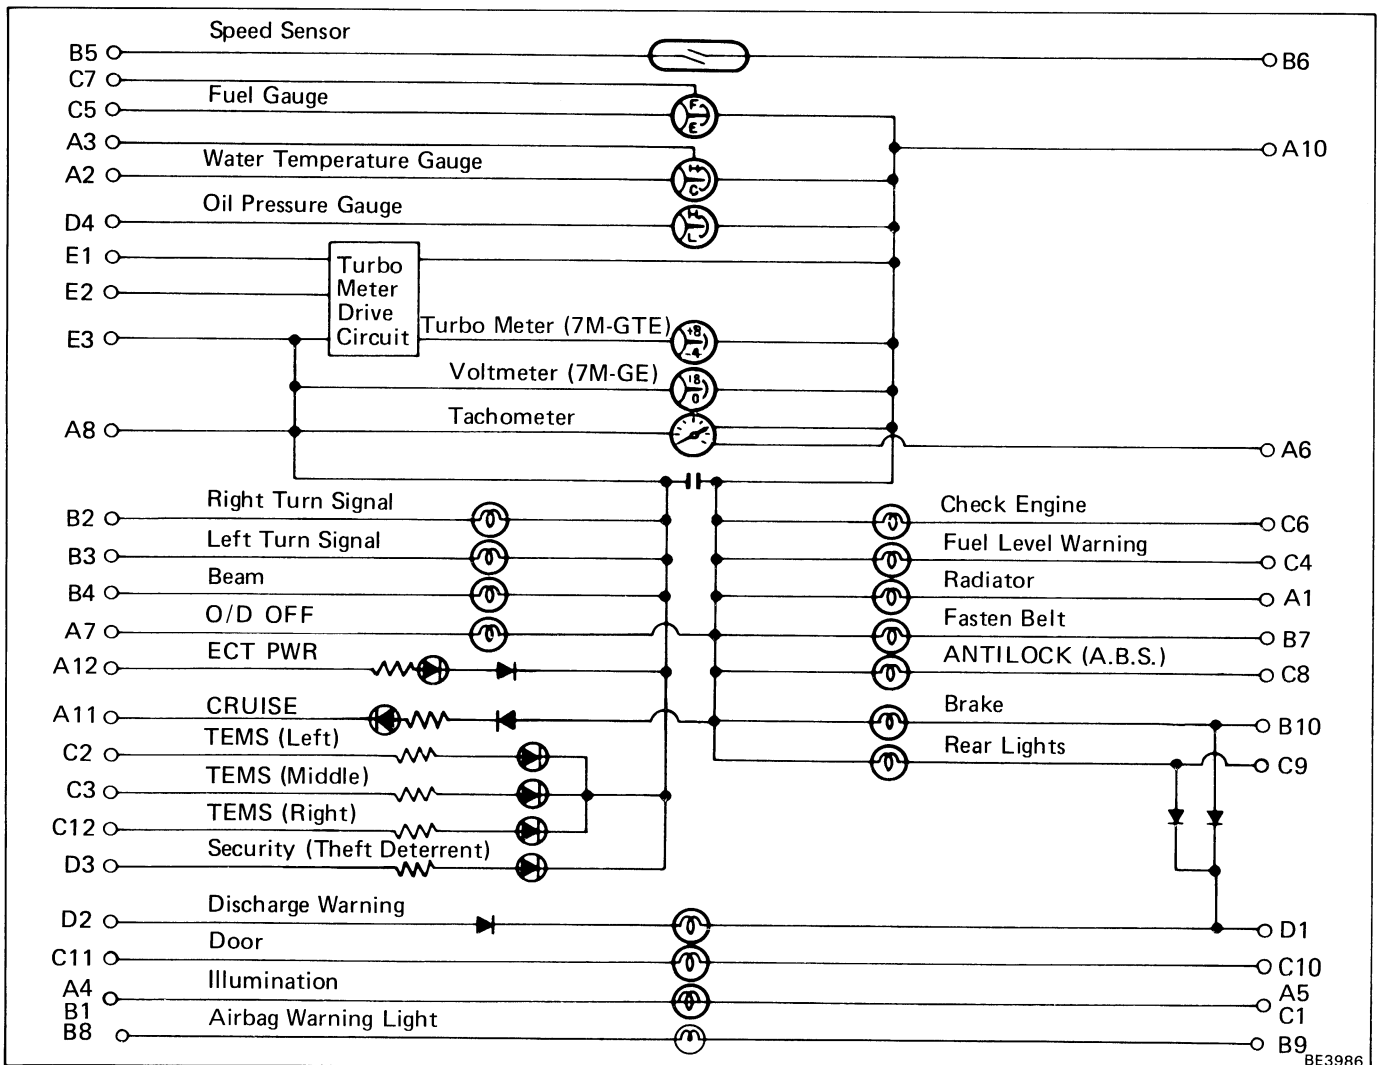 Speed Sensor
B5
B6
C7
Fuel Gauge
C5
F
E
A3
A10
Water Temperature Gauge
A2
H
C
Oil Pressure Gauge
D4
H
L
E1
Turbo
Meter
Drive
Circuit
E2
E3
Turbo Meter (7M-GTE)
+8
-4
Voltmeter (7M-GE)
18
0
Tachometer
A8
A6
Right Turn Signal
B2
Check Engine
C6
Left Turn Signal
B3
Fuel Level Warning
C4
Beam
B4
Radiator
A1
O/D OFF
A7
Fasten Belt
B7
ECT PWR
A12
ANTILOCK (A.B.S.)
C8
CRUISE
A11
Brake
B10
TEMS (Left)
C2
Rear Lights
C9
TEMS (Middle)
C3
TEMS (Right)
C12
Security (Theft Deterrent)
D3
Discharge Warning
D2
D1
Door
C11
C10
Illumination
A4
B1
A5
C1
Airbag Warning Light
B8
B9
BE3986